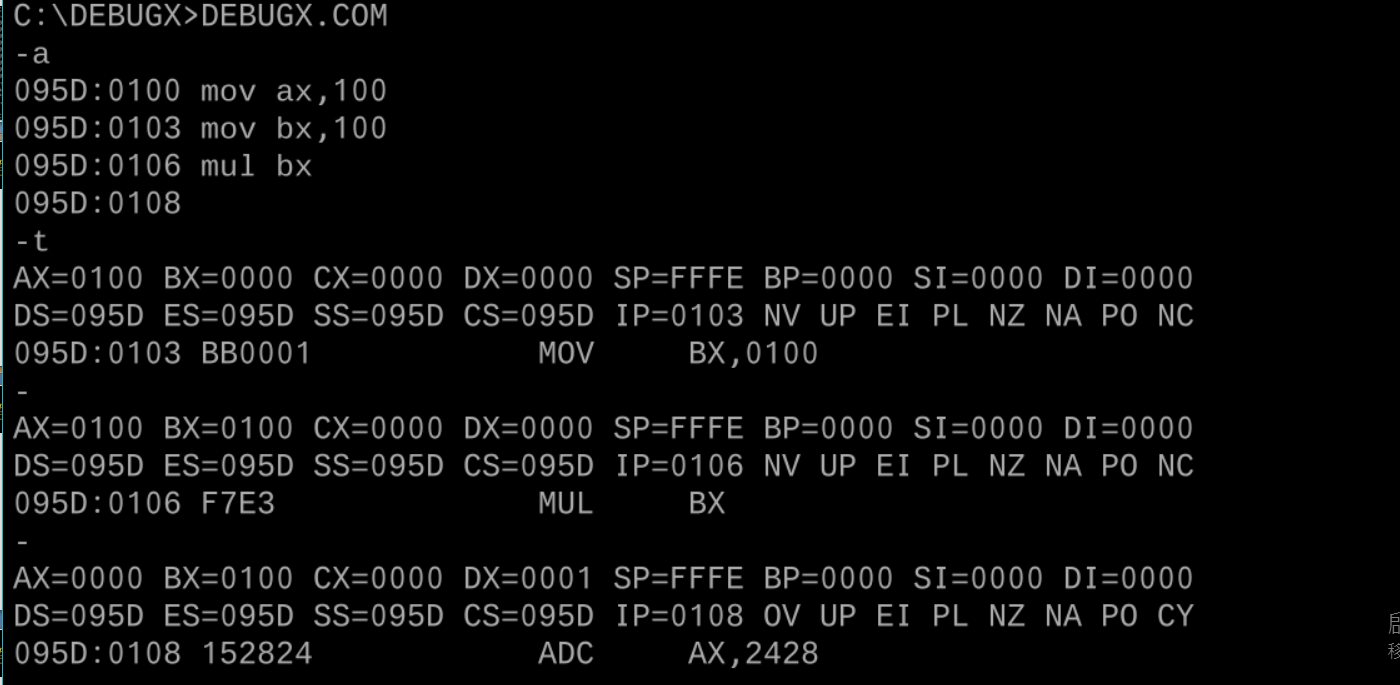 C:\DEBUGX>DEBUGX.COM
-a
095D:0100 mov ax,100
095D:0103 mov bx,100
095D:0106 mul bx
095D:0108
-t
AX=0100 BX=0000 CX=0000 DX=0000 SP=FFFE BP=0000 SI=0000 DI=0000
DS=095D ES=095D SS=095D CS=095D IP=0103 NV UP EI PL NZ NA PO NC
095D:0103 BB0001            MOV     BX,0100
-
AX=0100 BX=0100 CX=0000 DX=0000 SP=FFFE BP=0000 SI=0000 DI=0000
DS=095D ES=095D SS=095D CS=095D IP=0106 NV UP EI PL NZ NA PO NC
095D:0106 F7E3              MUL     BX
-
AX=0000 BX=0100 CX=0000 DX=0001 SP=FFFE BP=0000 SI=0000 DI=0000
DS=095D ES=095D SS=095D CS=095D IP=0108 OV UP EI PL NZ NA PO CY
095D:0108 152824            ADC     AX,2428